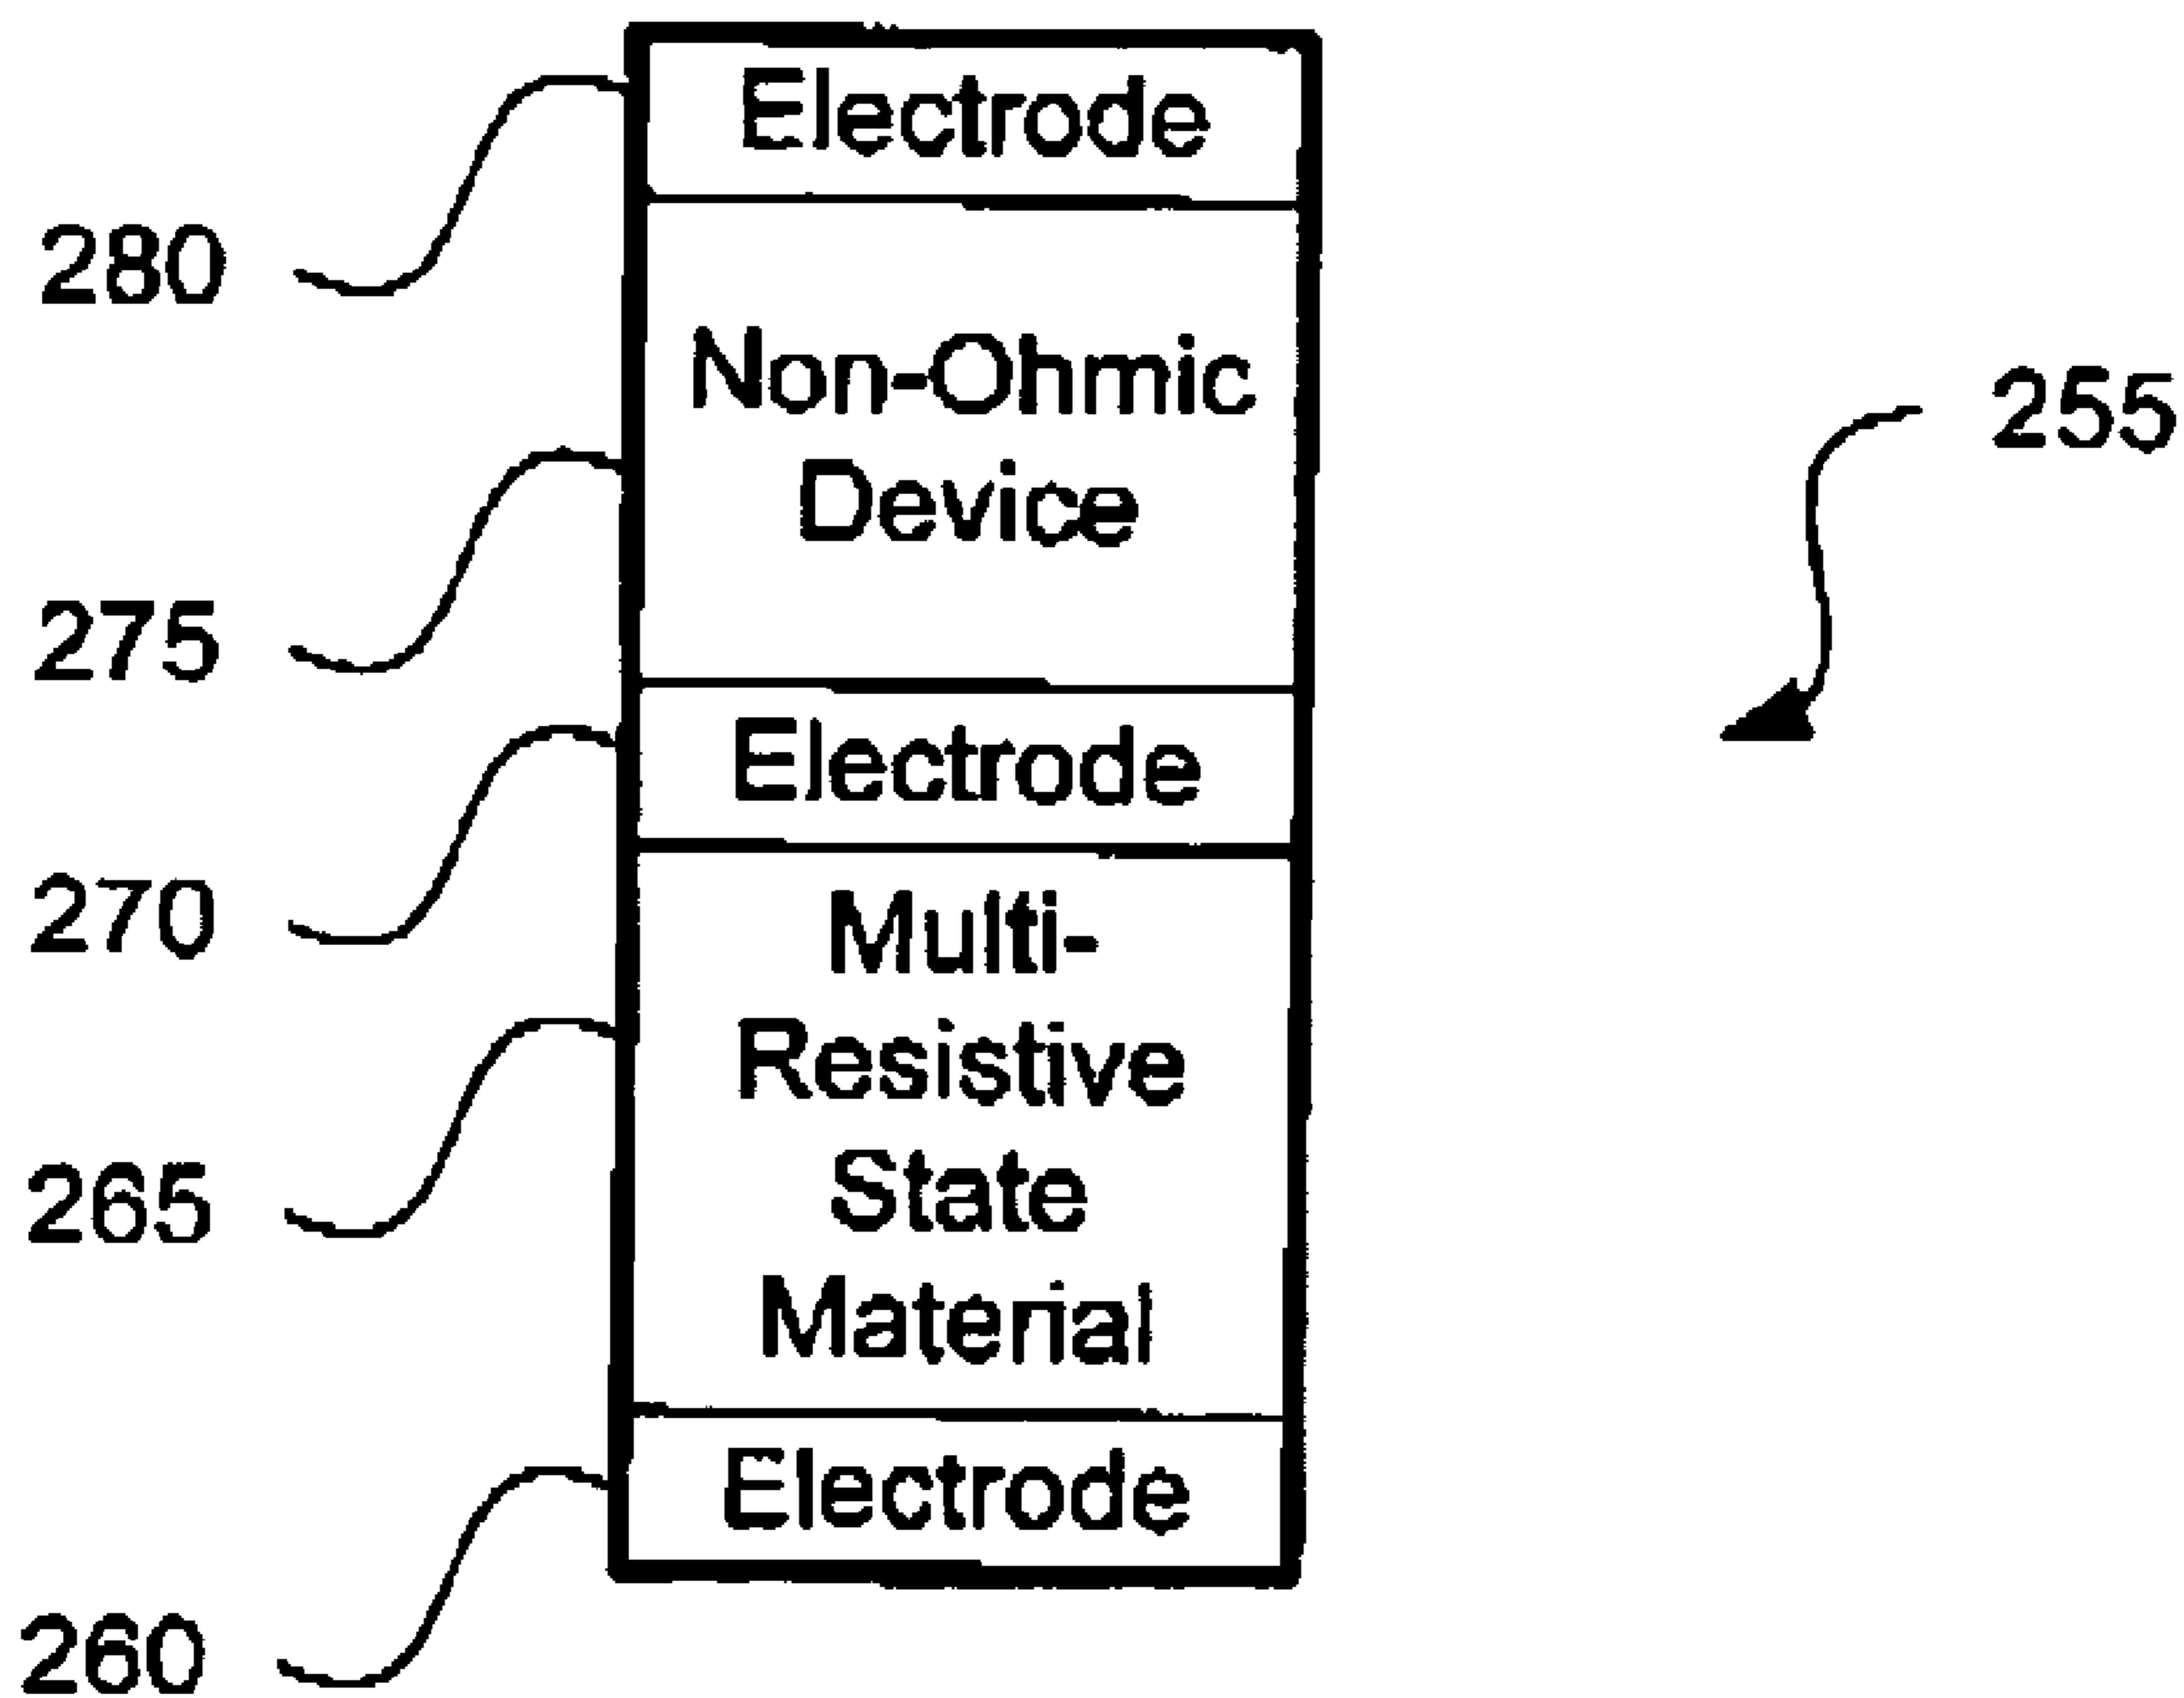 Electrode
280
Non-Ohmic
255
Device
275
Electrode
270
Multi-
Resistive
State
265
Material
Electrode
260